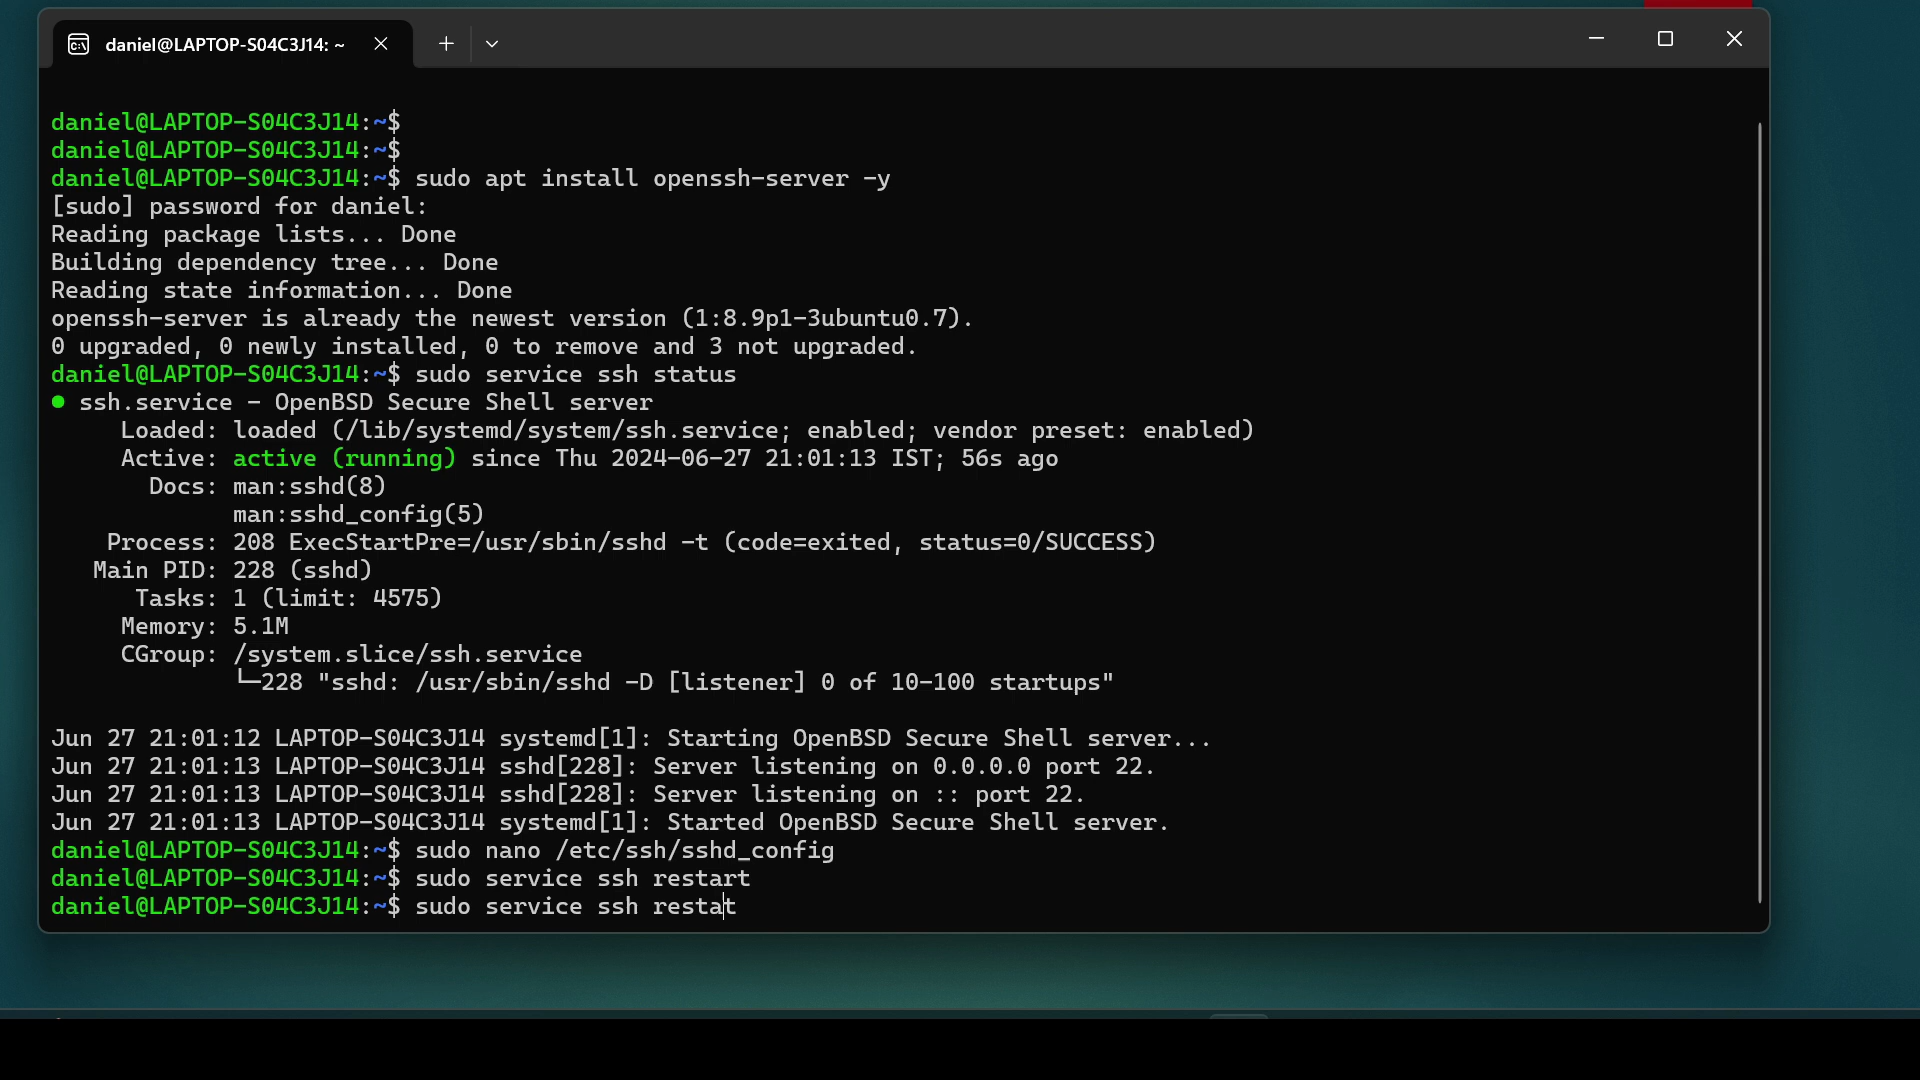 daniel@LAPTOP-S04C3J14: ~
daniel@LAPTOP-S04C3J14:~$
daniel@LAPTOP-S04C3J14:~$
daniel@LAPTOP-S04C3J14:~$ sudo apt install openssh-server -y
[sudo] password for daniel:
Reading package lists... Done
Building dependency tree... Done
Reading state information... Done
openssh-server is already the newest version (1:8.9p1-3ubuntu0.7).
0 upgraded, 0 newly installed, 0 to remove and 3 not upgraded.
daniel@LAPTOP-S04C3J14:~$ sudo service ssh status
● ssh.service - OpenBSD Secure Shell server
Loaded: loaded (/lib/systemd/system/ssh.service; enabled; vendor preset: enabled)
Active: active (running) since Thu 2024-06-27 21:01:13 IST; 56s ago
Docs: man:sshd(8)
man:sshd_config(5)
Process: 208 ExecStartPre=/usr/sbin/sshd -t (code=exited, status=0/SUCCESS)
Main PID: 228 (sshd)
Tasks: 1 (limit: 4575)
Memory: 5.1M
CGroup: /system.slice/ssh.service
└─228 "sshd: /usr/sbin/sshd -D [listener] 0 of 10-100 startups"
Jun 27 21:01:12 LAPTOP-S04C3J14 systemd[1]: Starting OpenBSD Secure Shell server...
Jun 27 21:01:13 LAPTOP-S04C3J14 sshd[228]: Server listening on 0.0.0.0 port 22.
Jun 27 21:01:13 LAPTOP-S04C3J14 sshd[228]: Server listening on :: port 22.
Jun 27 21:01:13 LAPTOP-S04C3J14 systemd[1]: Started OpenBSD Secure Shell server.
daniel@LAPTOP-S04C3J14:~$ sudo nano /etc/ssh/sshd_config
daniel@LAPTOP-S04C3J14:~$ sudo service ssh restart
daniel@LAPTOP-S04C3J14:~$ sudo service ssh restat